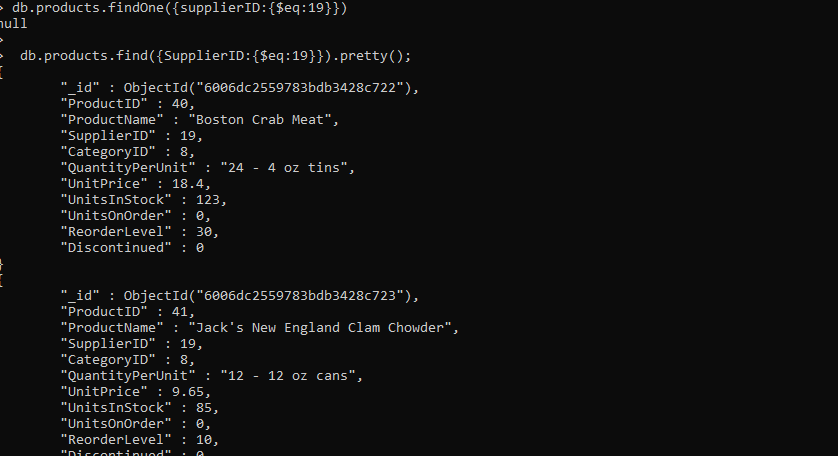 > db.products.findOne({supplierID:{$eq:19}})
null
>
> db.products.find({SupplierID:{$eq:19}}).pretty();
{
"_id" : ObjectId("6006dc2559783bdb3428c722"),
"ProductID" : 40,
"ProductName" : "Boston Crab Meat",
"SupplierID" : 19,
"CategoryID" : 8,
"QuantityPerUnit" : "24 - 4 oz tins",
"UnitPrice" : 18.4,
"UnitsInStock" : 123,
"UnitsOnOrder" : 0,
"ReorderLevel" : 30,
"Discontinued" : 0
}
{
"_id" : ObjectId("6006dc2559783bdb3428c723"),
"ProductID" : 41,
"ProductName" : "Jack's New England Clam Chowder",
"SupplierID" : 19,
"CategoryID" : 8,
"QuantityPerUnit" : "12 - 12 oz cans",
"UnitPrice" : 9.65,
"UnitsInStock" : 85,
"UnitsOnOrder" : 0,
"ReorderLevel" : 10,
"Discontinued" : 0